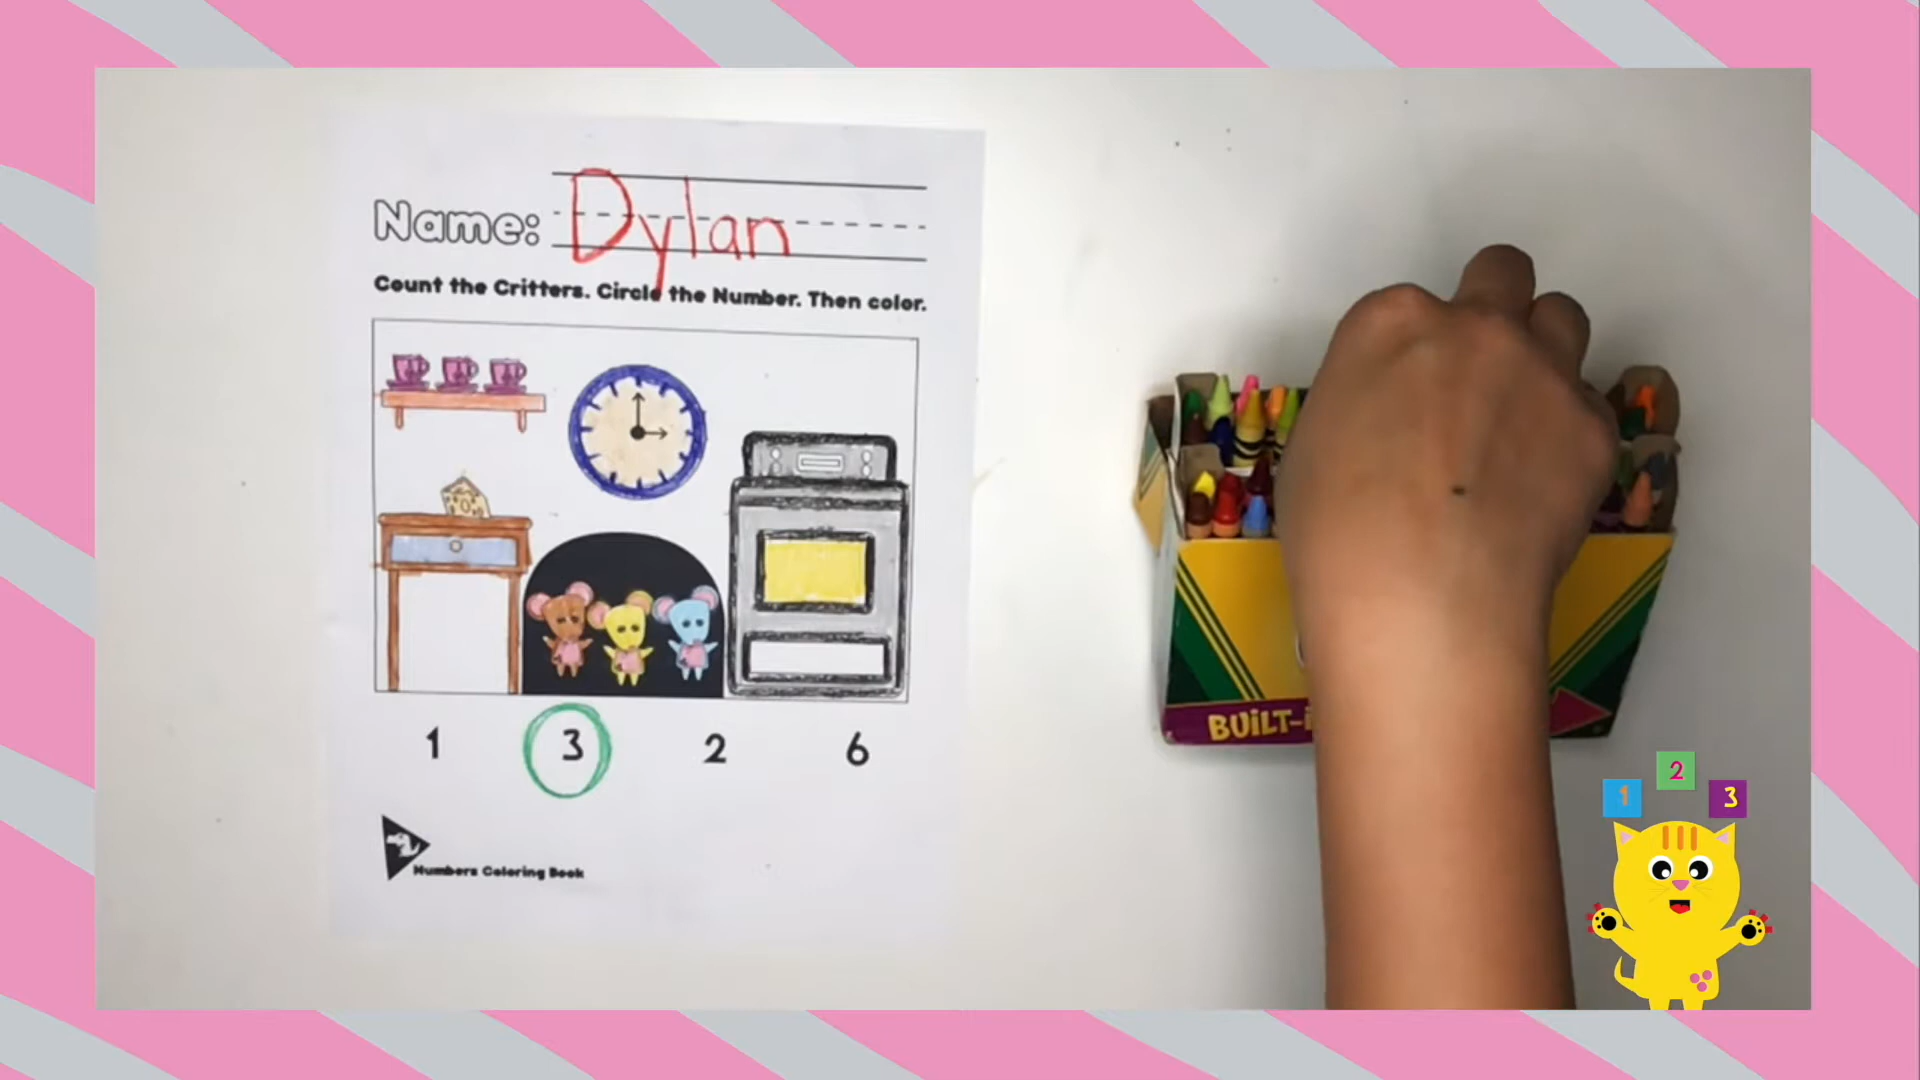 Name: Dylan
Count the Critters. Circle the Number. Then color.
1 3 2 6
Numbers Coloring Book
BUiLT-i
1 2 3